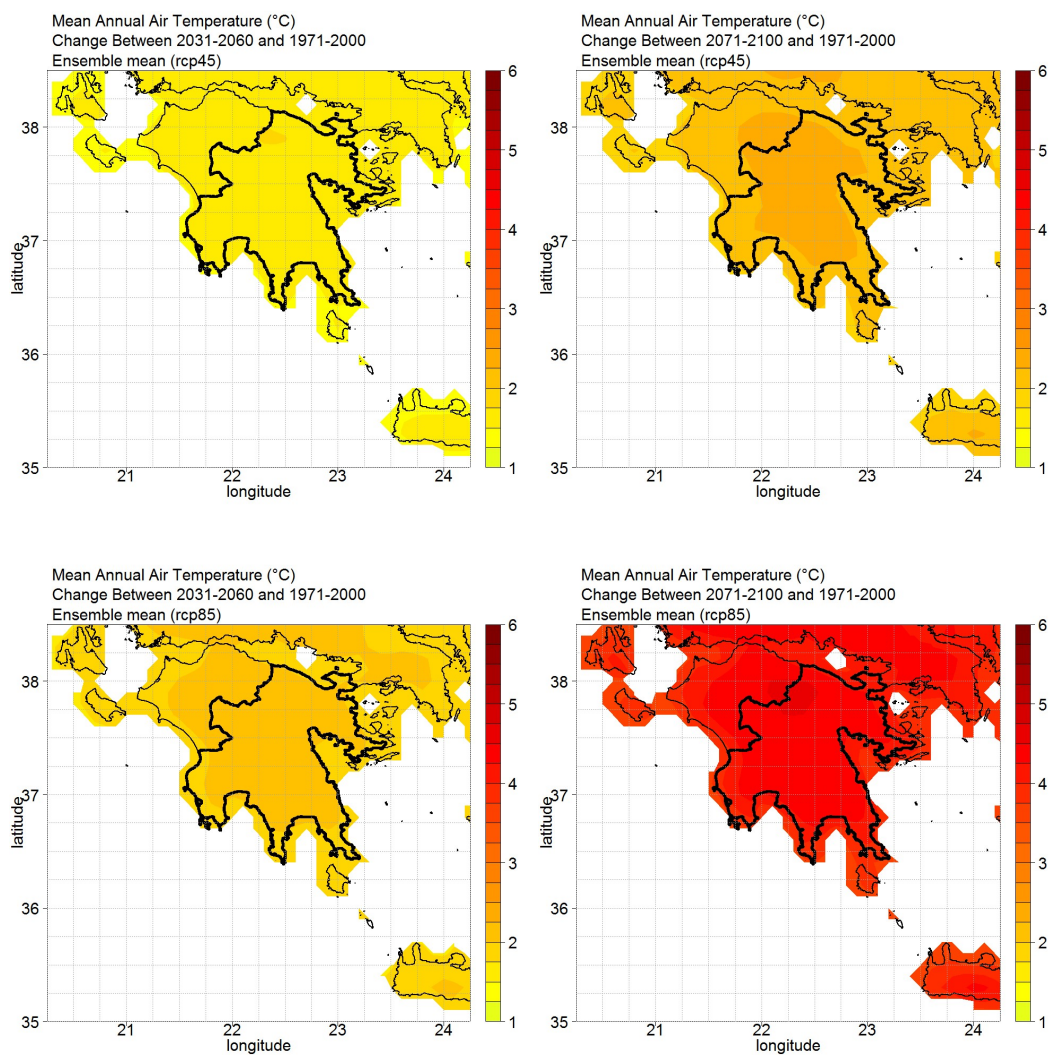 Mean Annual Air Temperature (°C)
Change Between 2031-2060 and 1971-2000
Ensemble mean (rcp45)
6
5
4
3
2
1
38
37
36
35
latitude
21 22 23 24
longitude
Mean Annual Air Temperature (°C)
Change Between 2071-2100 and 1971-2000
Ensemble mean (rcp45)
6
5
4
3
2
1
38
37
36
35
latitude
21 22 23 24
longitude
Mean Annual Air Temperature (°C)
Change Between 2031-2060 and 1971-2000
Ensemble mean (rcp85)
6
5
4
3
2
1
38
37
36
35
latitude
21 22 23 24
longitude
Mean Annual Air Temperature (°C)
Change Between 2071-2100 and 1971-2000
Ensemble mean (rcp85)
6
5
4
3
2
1
38
37
36
35
latitude
21 22 23 24
longitude